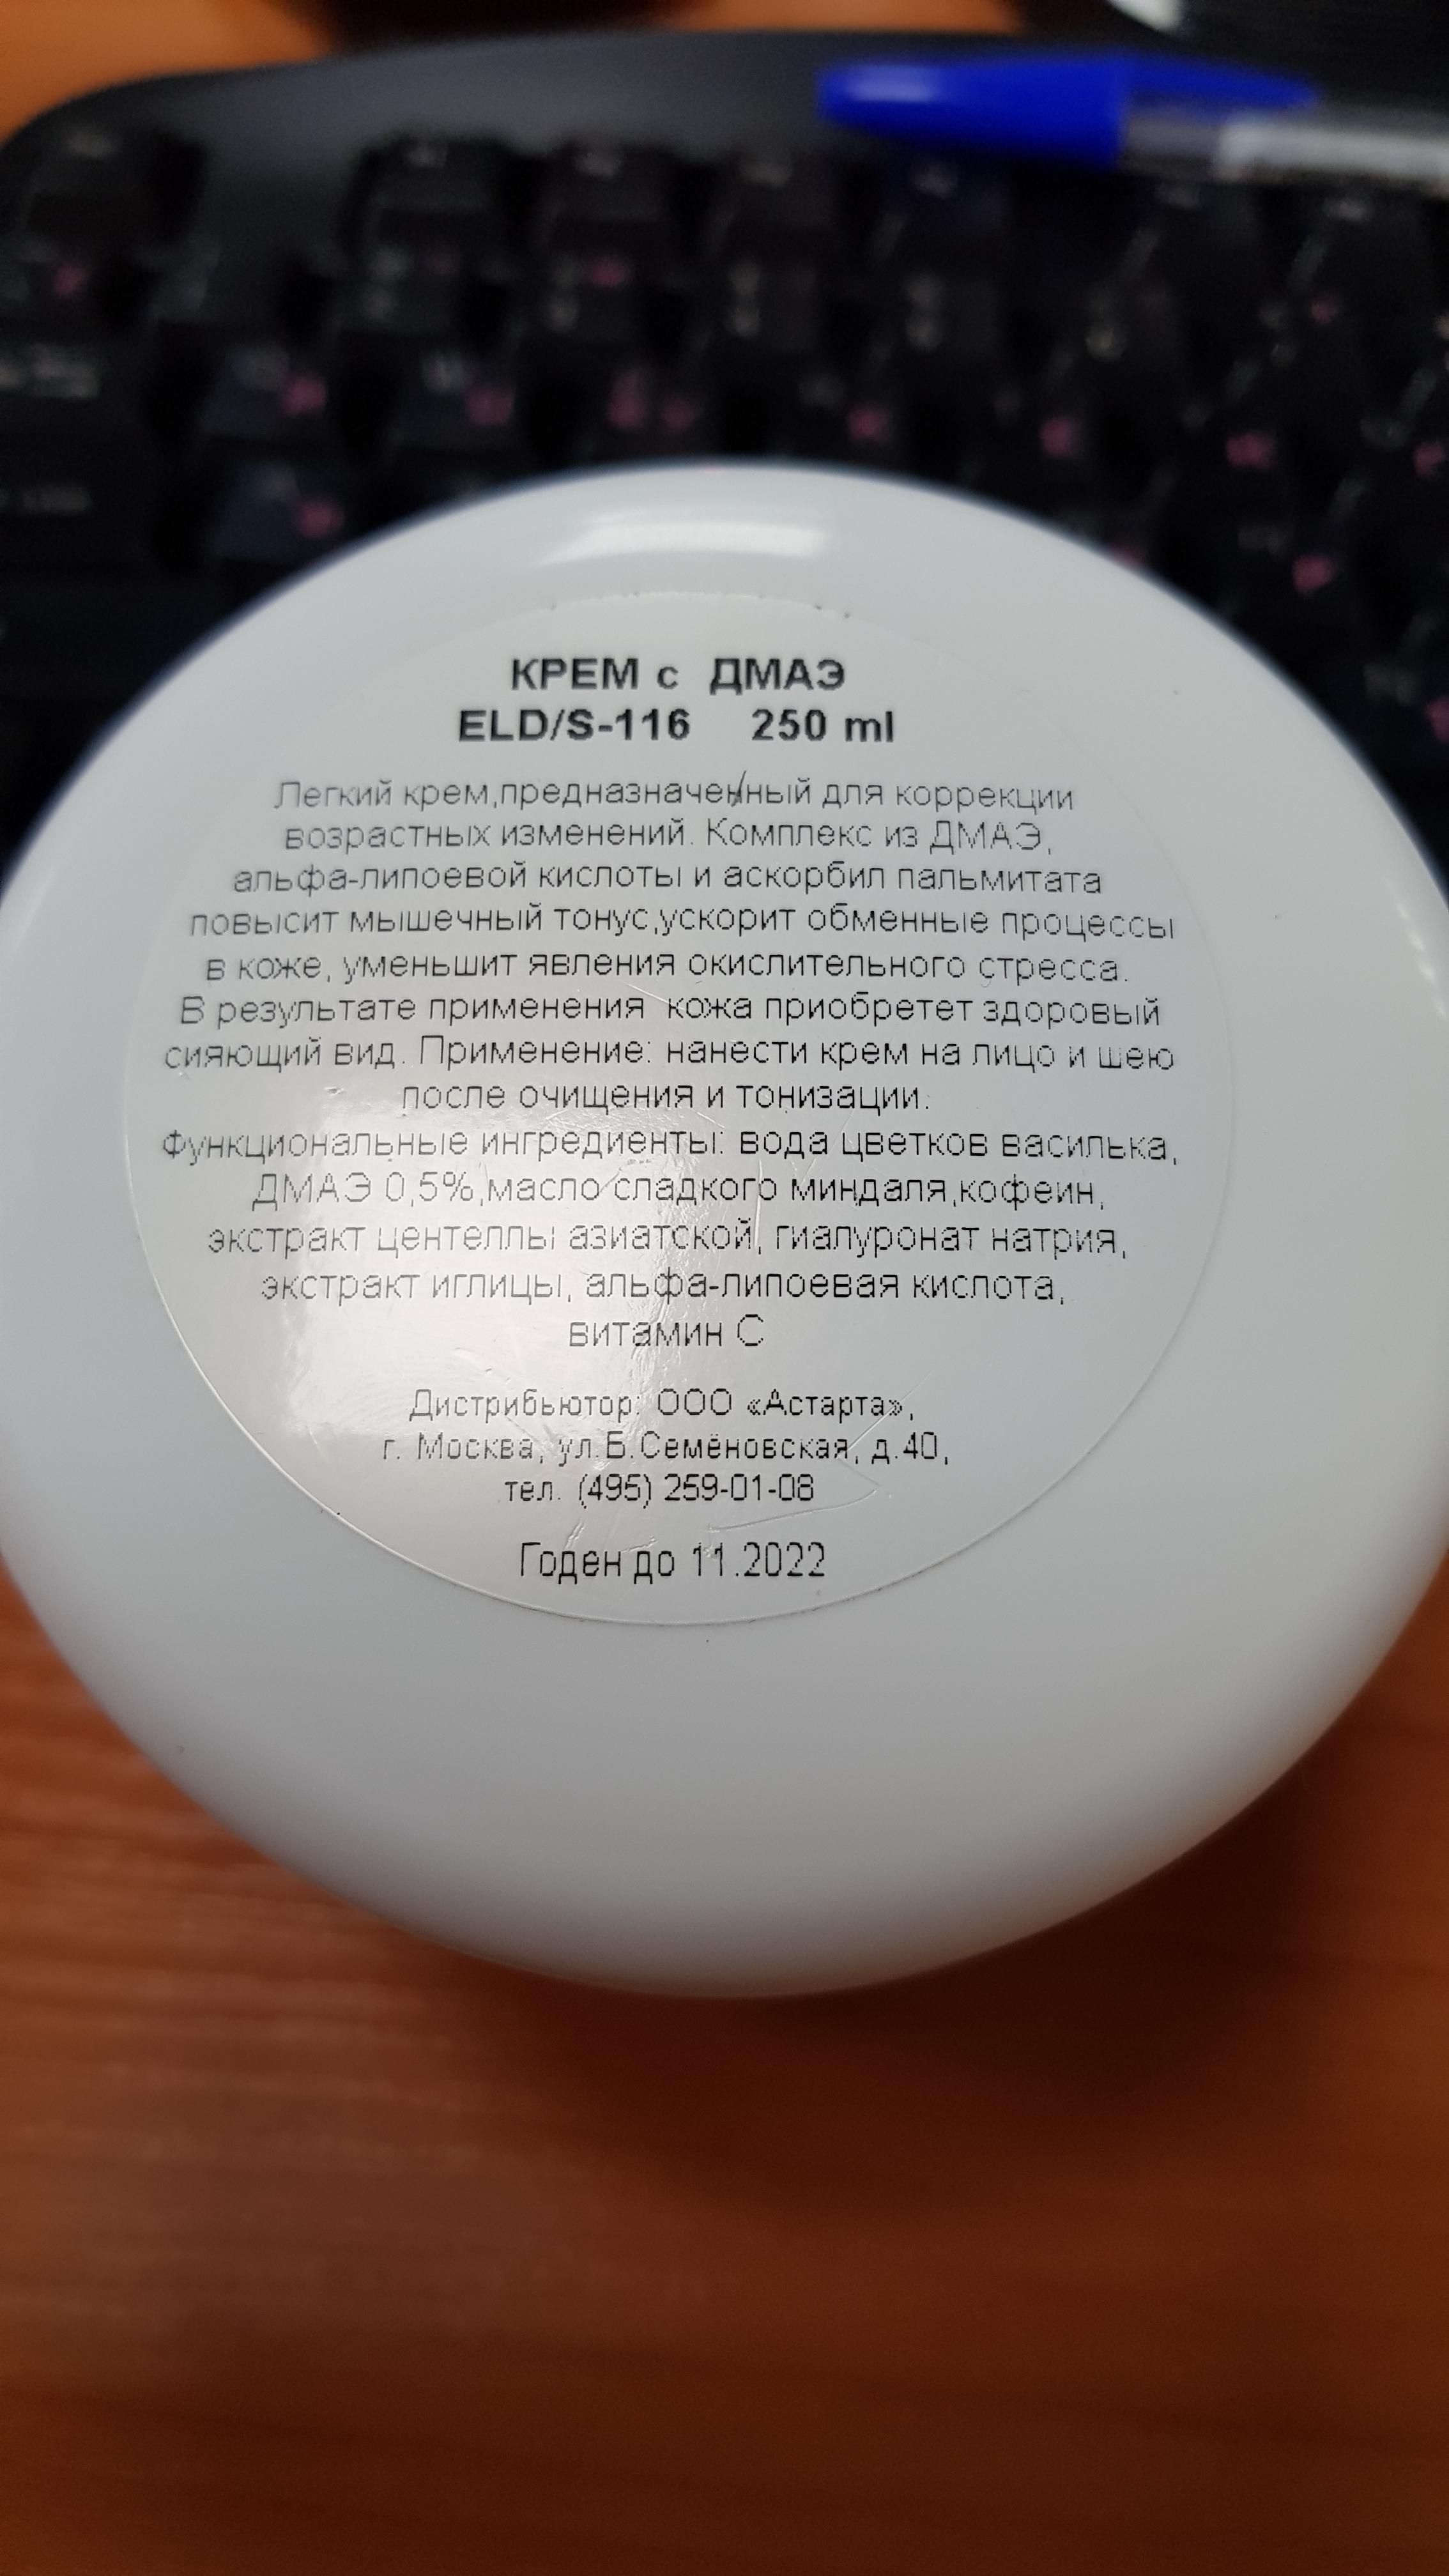 КРЕМ с ДМАЭ
ELD/S-116 250 ml
Легкий крем,предназначенный для коррекции
возрастных изменений. Комплекс из ДМАЭ,
альфа-липоевой кислоты и аскорбил пальмитата
повысит мышечный тонус,ускорит обменные процессы
в коже, уменьшит явления окислительного стресса.
В результате применения кожа приобретет здоровый
сияющий вид. Применение: нанести крем на лицо и шею
после очищения и тонизации.
Функциональные ингредиенты: вода цветков василька,
ДМАЭ 0,5%,масло сладкого миндаля,кофеин,
экстракт центеллы азиатской, гиалуронат натрия,
экстракт иглицы, альфа-липоевая кислота,
витамин С
Дистрибьютор: ООО «Астарта»,
г. Москва, ул.Б.Семёновская, д.40,
тел. (495) 259-01-08
Годен до 11.2022